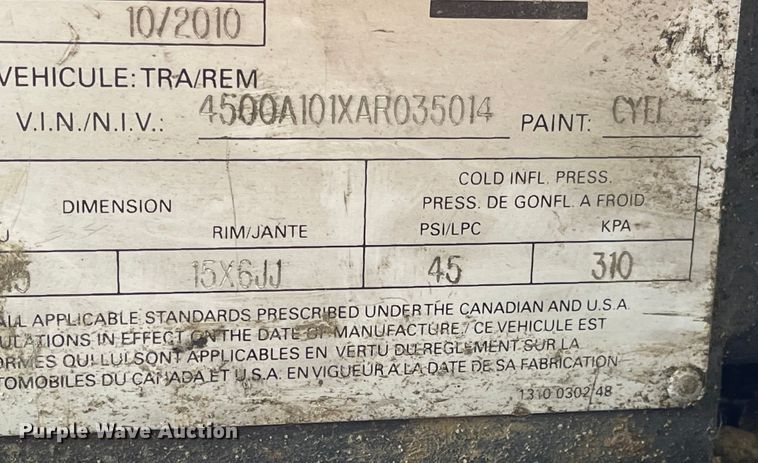 10/2010
VEHICULE: TRA/REM
V.I.N./N.I.V.: 4500A101XAR035014 PAINT: CYEL
COLD INFL. PRESS.
DIMENSION PRESS. DE GONFL. A FROID
RIM/JANTE PSI/LPC KPA
15X6JJ 45 310
ALL APPLICABLE STANDARDS PRESCRIBED UNDER THE CANADIAN AND U.S.A.
ULATIONS IN EFFECT ON THE DATE OF MANUFACTURE./ CE VEHICULE EST
ORMES QUI LUI SONT APPLICABLES EN VERTU DU REGLEMENT SUR LA
TOMOBILES DU CANADA ET U.S.A. EN VIGUEUR A LA DATE DE SA FABRICATION
1310 0302/48
Purple Wave Auction